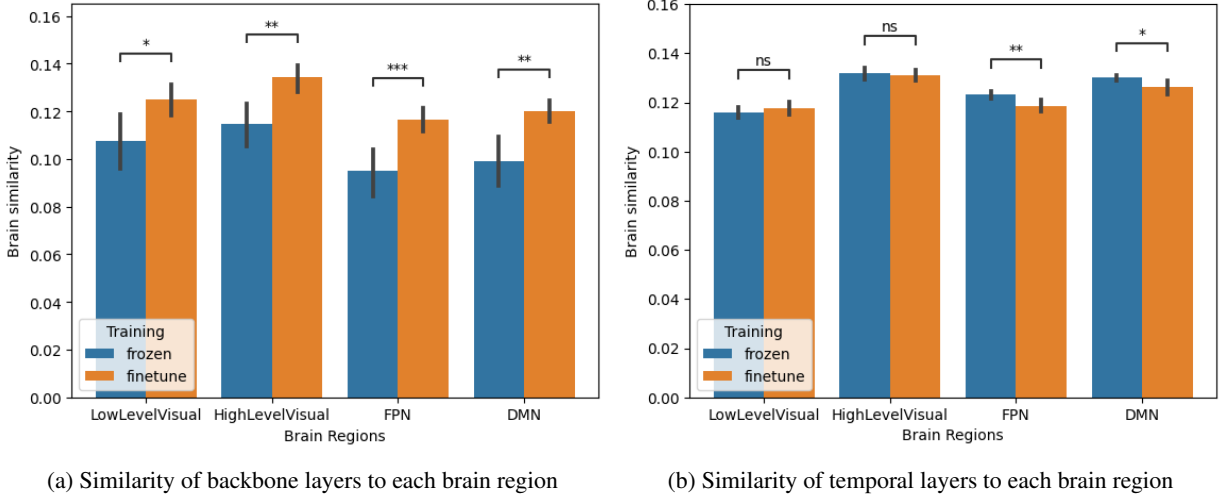 0.16
0.14
0.12
0.10
0.08
0.06
0.04
0.02
0.00
Brain similarity
*
**
***
**
Training
frozen
finetune
LowLevelVisual HighLevelVisual FPN DMN
Brain Regions
(a) Similarity of backbone layers to each brain region
0.16
0.14
0.12
0.10
0.08
0.06
0.04
0.02
0.00
Brain similarity
ns
ns
**
*
Training
frozen
finetune
LowLevelVisual HighLevelVisual FPN DMN
Brain Regions
(b) Similarity of temporal layers to each brain region